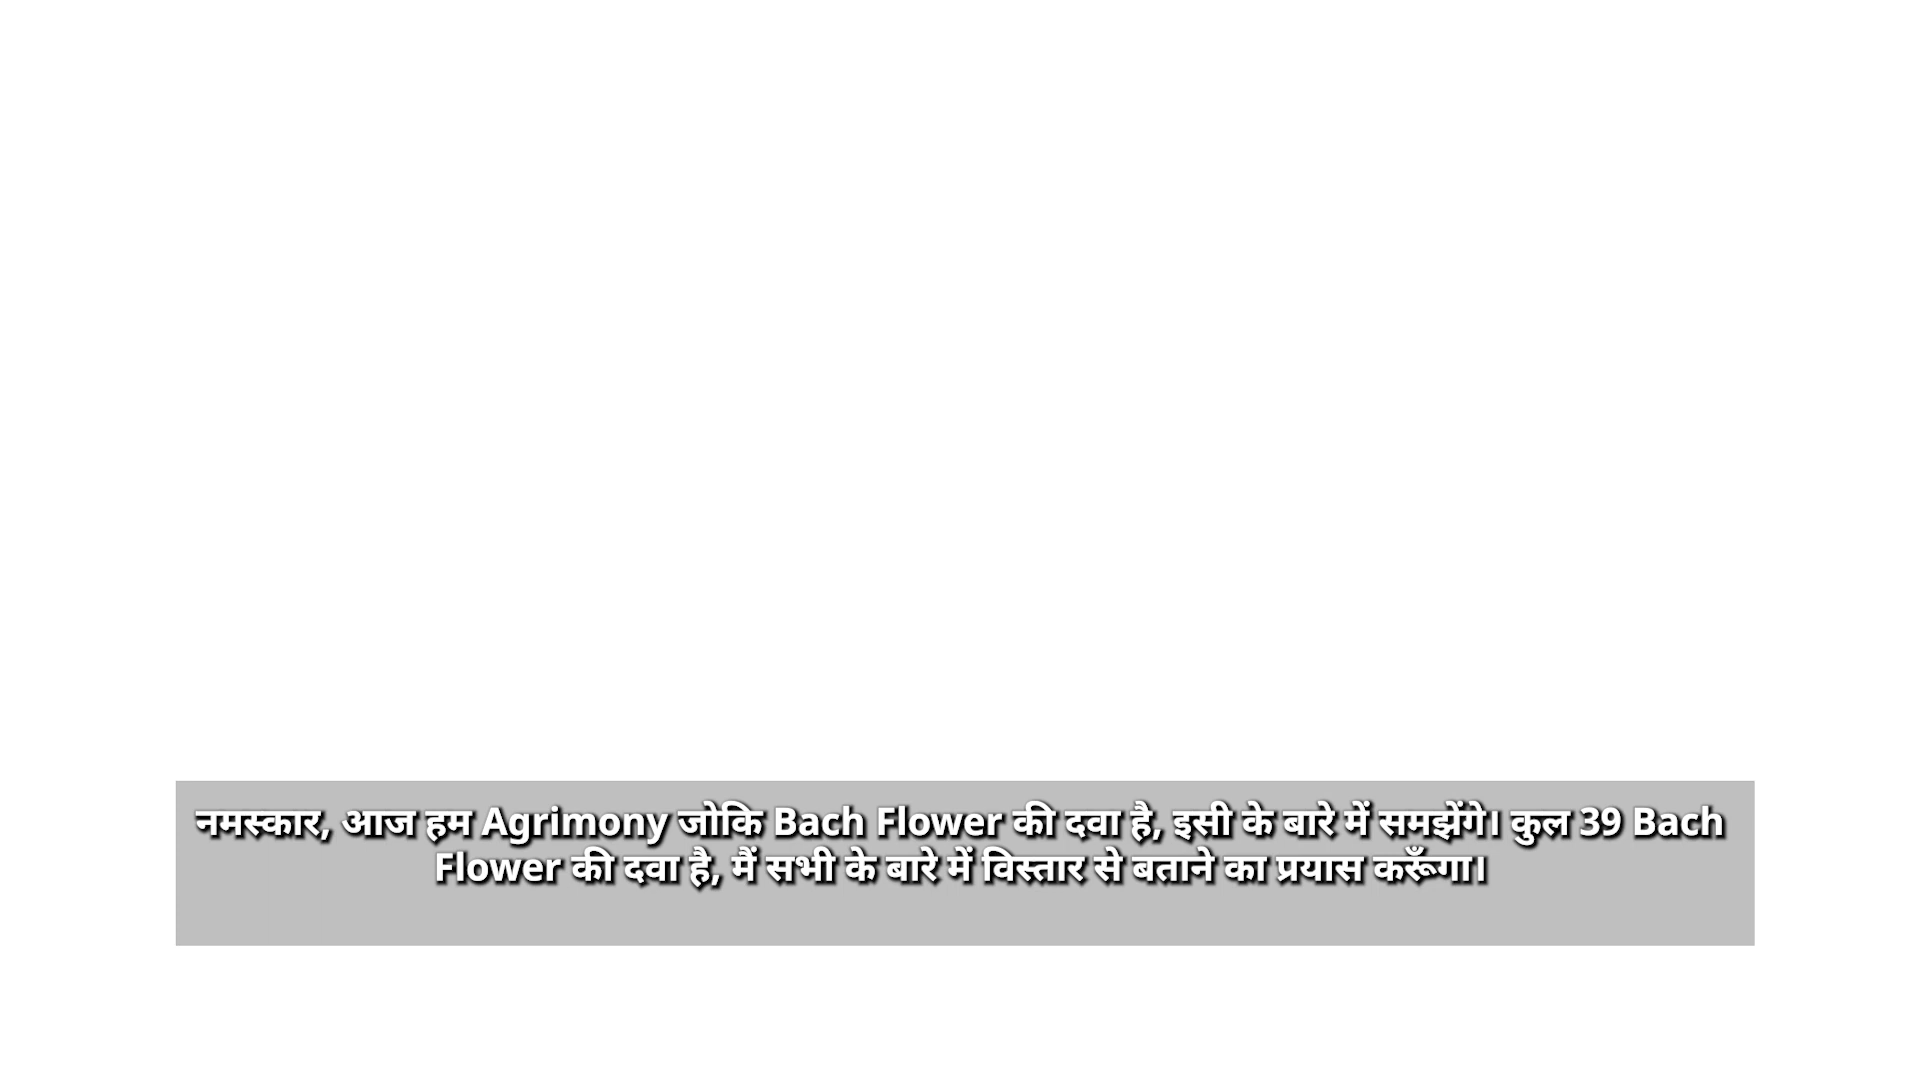 नमस्कार, आज हम Agrimony जोकि Bach Flower की दवा है, इसी के बारे में समझेंगे। कुल 39 Bach
Flower की दवा है, मैं सभी के बारे में विस्तार से बताने का प्रयास करूँगा।